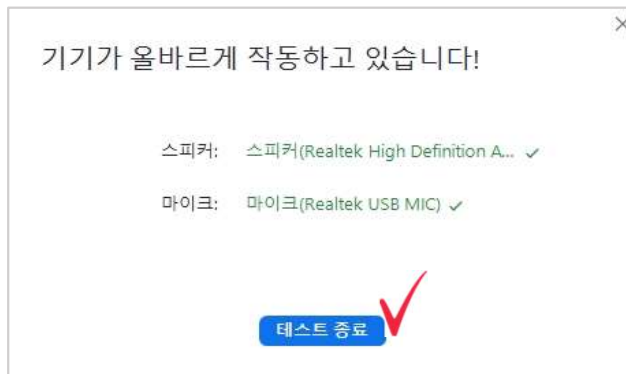 기기가 올바르게 작동하고 있습니다!
스피커: 스피커(Realtek High Definition A... ✓
마이크: 마이크(Realtek USB MIC) ✓
테스트 종료